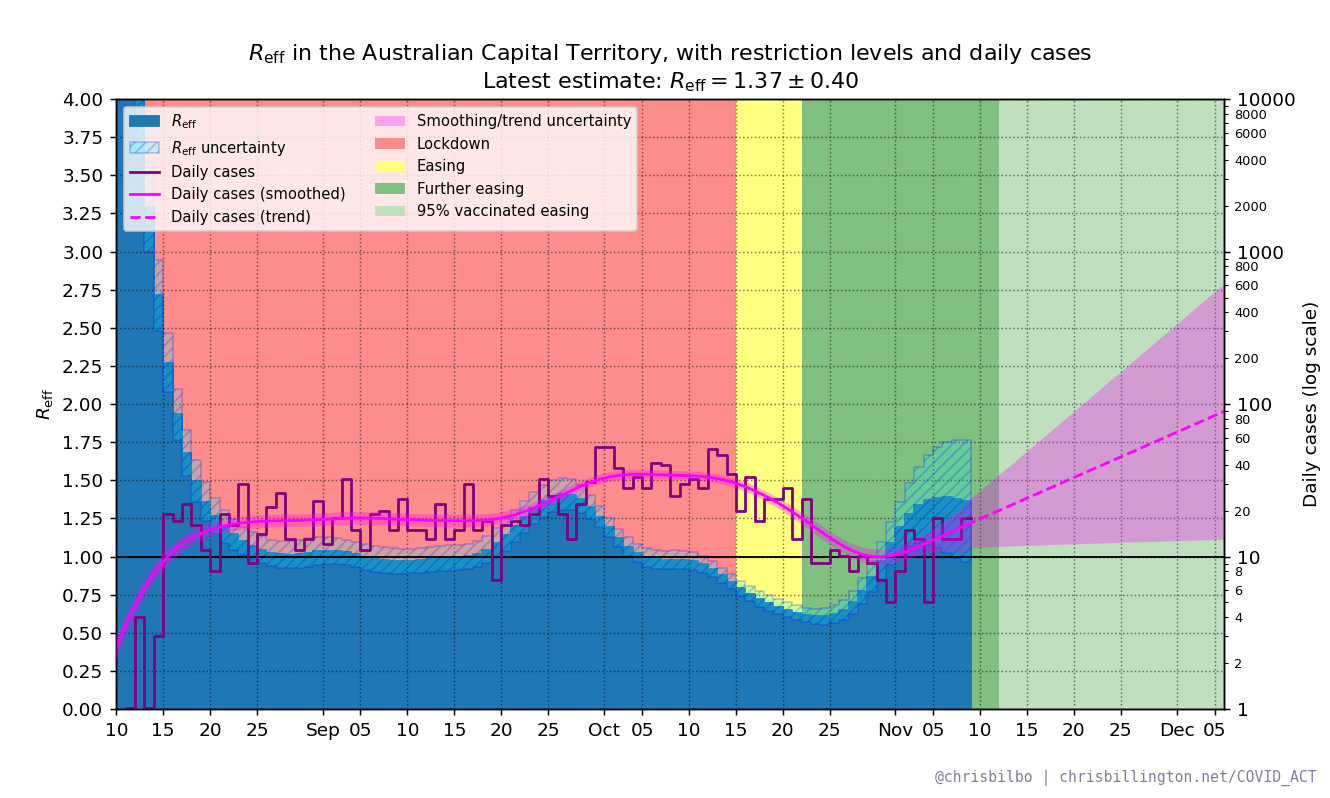 Reff in the Australian Capital Territory, with restriction levels and daily cases
Latest estimate: Reff = 1.37 ± 0.40
Reff
Reff uncertainty
Daily cases
Daily cases (smoothed)
Daily cases (trend)
Smoothing/trend uncertainty
Lockdown
Easing
Further easing
95% vaccinated easing
4.00
3.75
3.50
3.25
3.00
2.75
2.50
2.25
2.00
1.75
1.50
1.25
1.00
0.75
0.50
0.25
0.00
Reff
10000
8000
6000
4000
2000
1000
800
600
400
200
100
80
60
40
20
10
8
6
4
2
1
Daily cases (log scale)
10 15 20 25 Sep 05 10 15 20 25 Oct 05 10 15 20 25 Nov 05 10 15 20 25 Dec 05
@chrisbilbo | chrisbillington.net/COVID_ACT